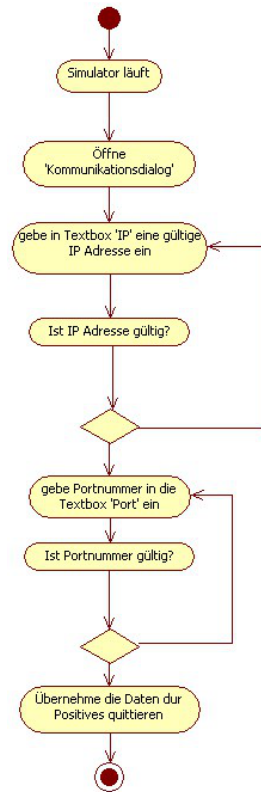 Simulator läuft
Öffne
'Kommunikationsdialog'
gebe in Textbox 'IP' eine gültige
IP Adresse ein
Ist IP Adresse gültig?
gebe Portnummer in die
Textbox 'Port' ein
Ist Portnummer gültig?
Übernehme die Daten dur
Positives quittieren